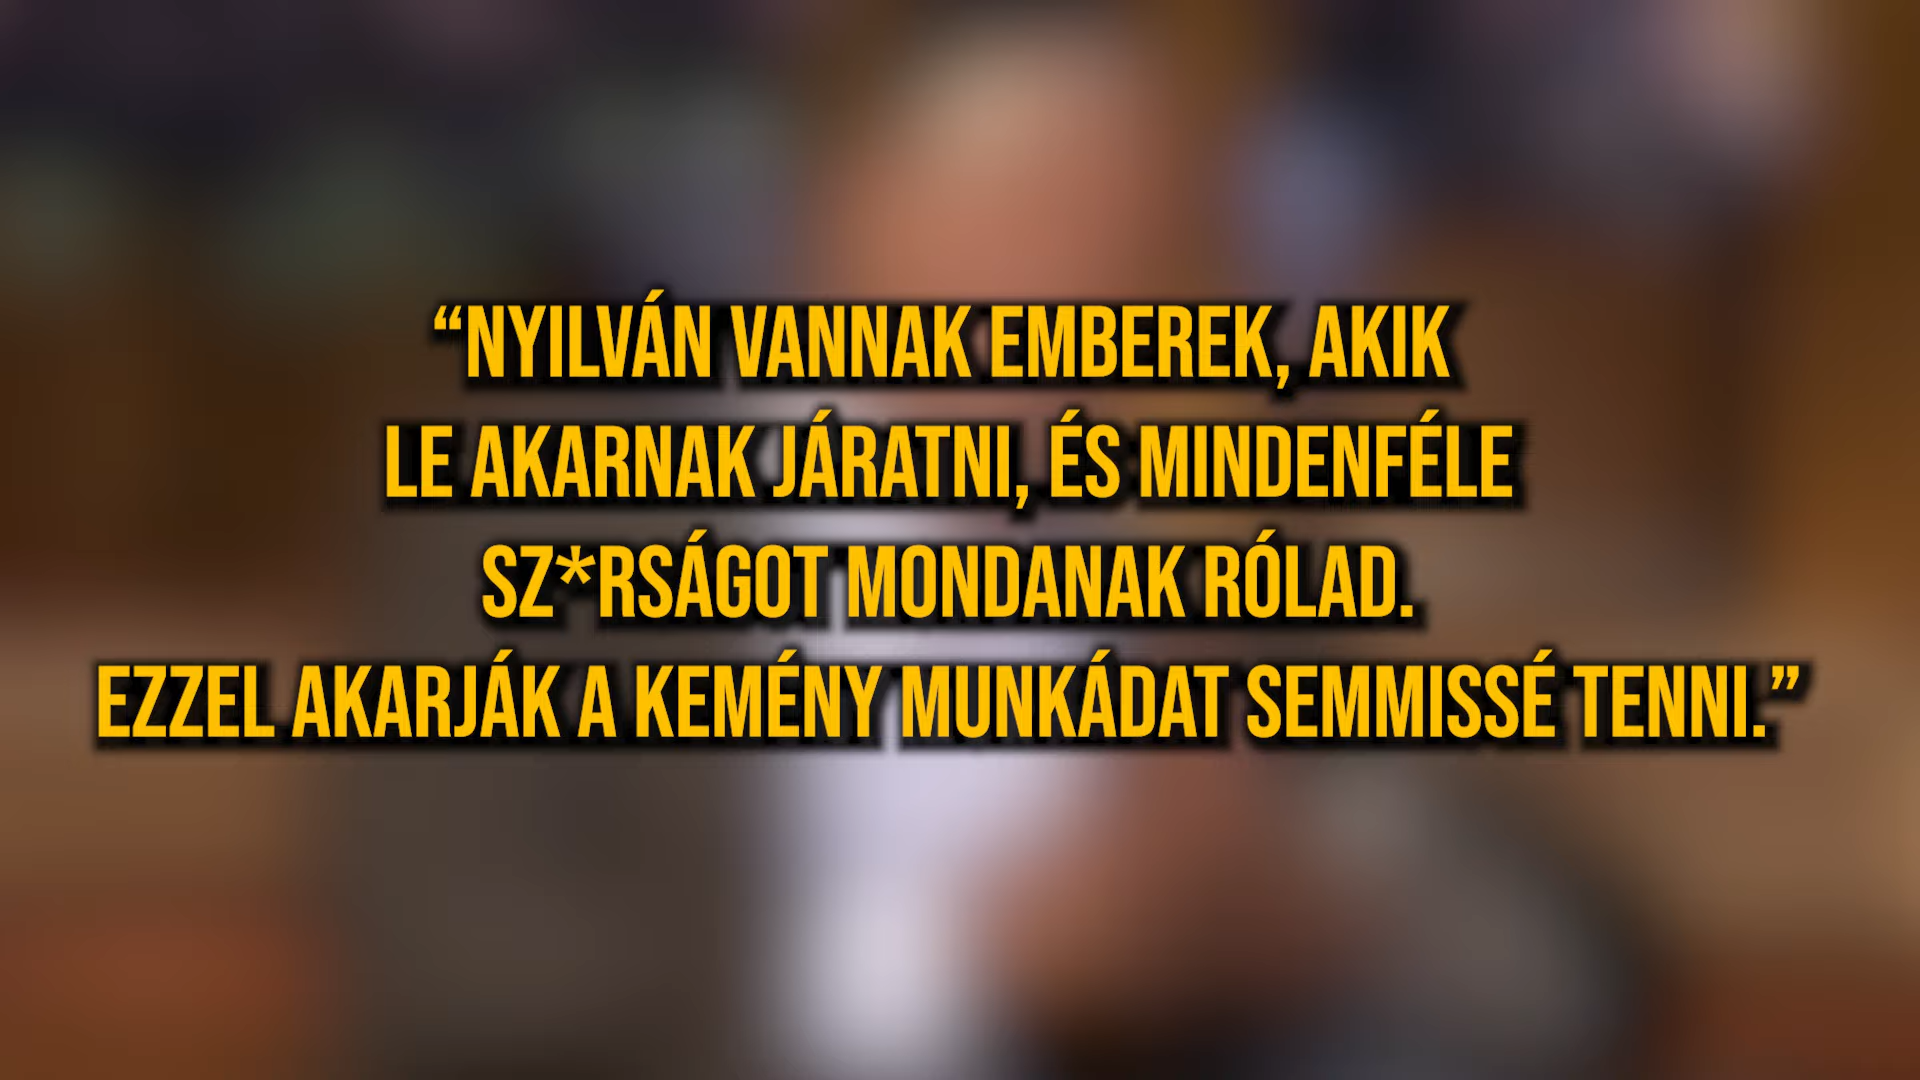 “NYILVÁN VANNAK EMBEREK, AKIK
LE AKARNAK JÁRATNI, ÉS MINDENFÉLE
SZ*RSÁGOT MONDANAK RÓLAD.
EZZEL AKARJÁK A KEMÉNY MUNKÁDAT SEMMISSÉ TENNI.”